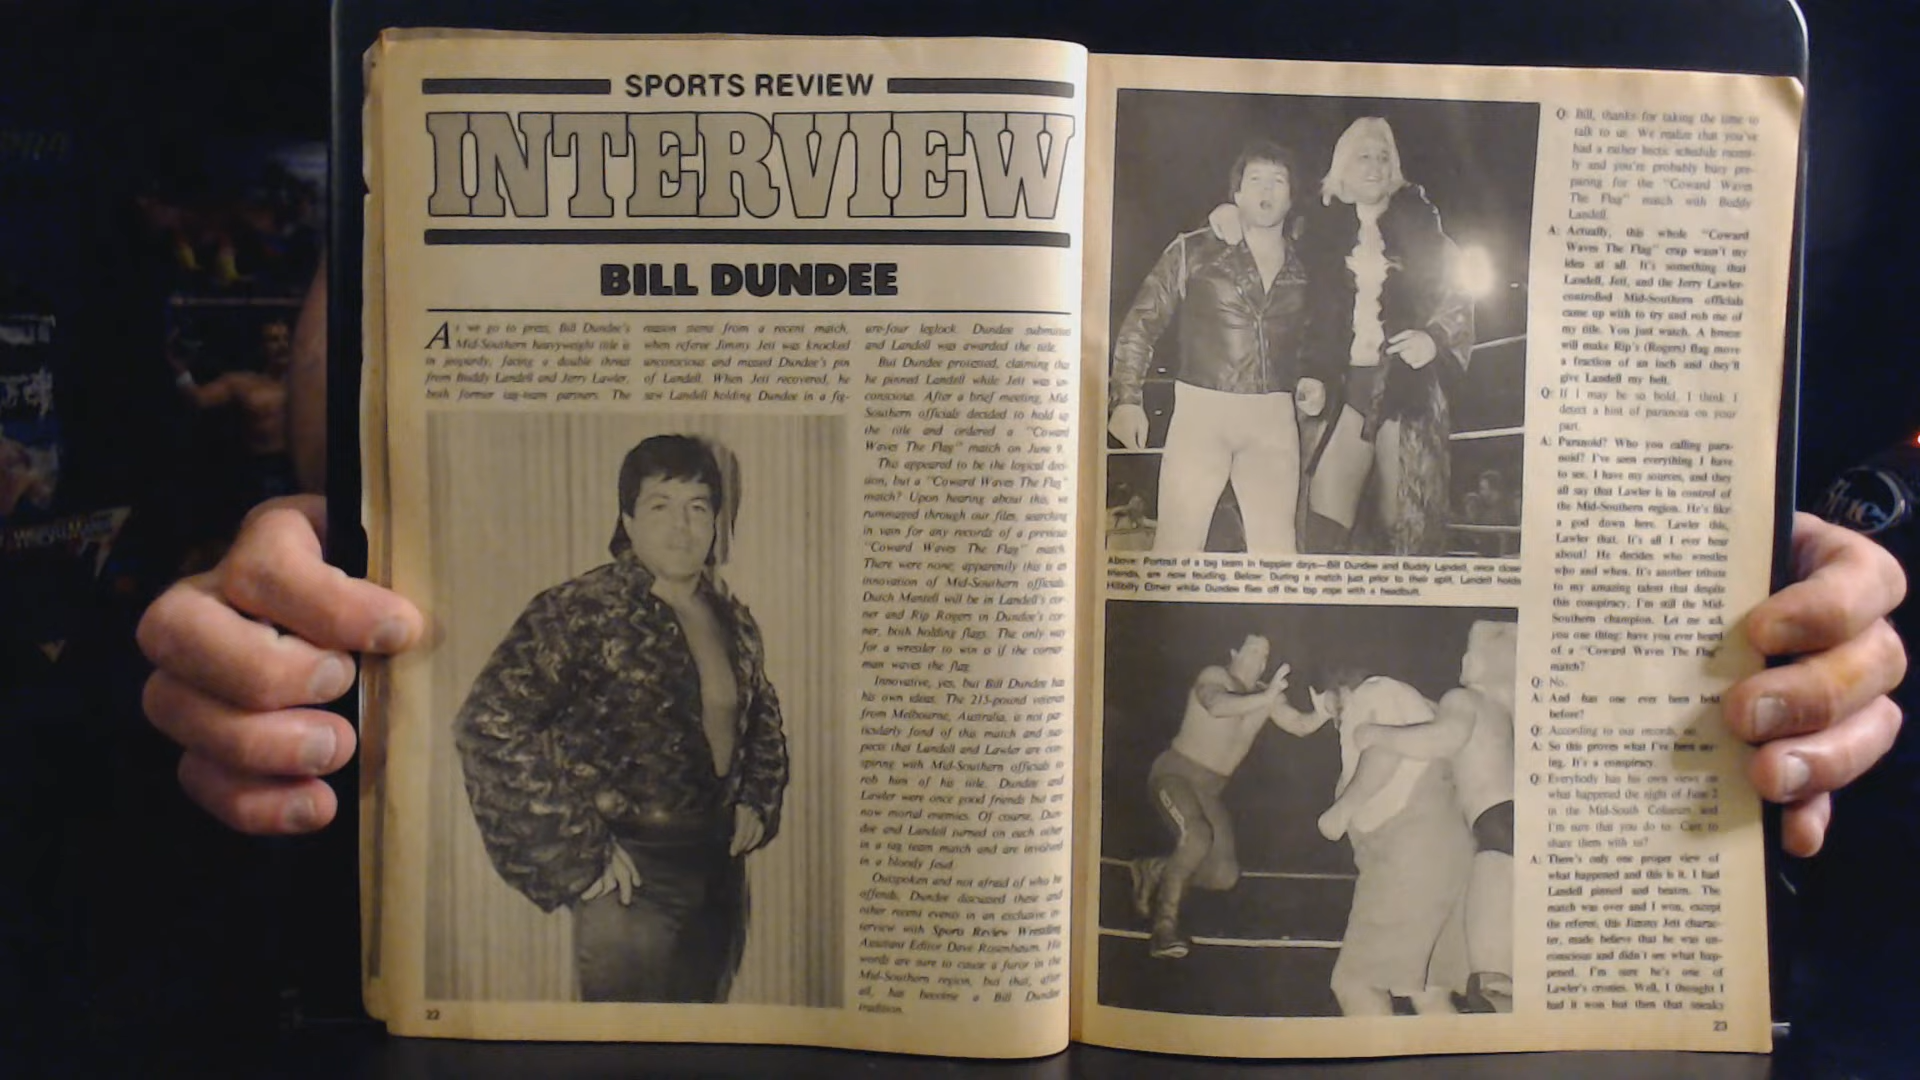 SPORTS REVIEW
INTERVIEW
BILL DUNDEE
As we go to press, Bill Dundee's
Mid-Southern heavyweight title is
in jeopardy, facing a double threat
from Buddy Landell and Jerry Lawler,
both former tag-team partners. The
reason stems from a recent match,
when referee Jimmy Jett was knocked
unconscious and missed Dundee's pin
of Landell. When Jett recovered, he
saw Landell holding Dundee in a fig-
ure-four leglock. Dundee submitted
and Landell was awarded the title.
But Dundee protested, claiming that
he pinned Landell while Jett was un-
conscious. After a brief meeting, Mid-
Southern officials decided to hold up
the title and ordered a "Coward
Waves The Flag" match on June 9.
This appeared to be the logical deci-
sion, but a "Coward Waves The Flag"
match? Upon hearing about this, we
rummaged through our files, searching
in vain for any records of a previous
"Coward Waves The Flag" match.
There were none; apparently this is an
innovation of Mid-Southern officials.
Dutch Mantell will be in Landell's cor-
ner and Rip Rogers in Dundee's cor-
ner, both holding flags. The only way
for a wrestler to win is if the corner
man waves the flag.
Innovative, yes, but Bill Dundee has
his own ideas. The 215-pound veteran
from Melbourne, Australia, is not par-
ticularly fond of this match and sus-
pects that Landell and Lawler are con-
spiring with Mid-Southern officials to
rob him of his title. Dundee and
Lawler were once good friends but are
now mortal enemies. Of course, Dun-
dee and Landell turned on each other
in a tag team match and are involved
in a bloody feud.
Outspoken and not afraid of who he
offends, Dundee discussed these and
other recent events in an exclusive in-
terview with Sports Review Wrestling
Assistant Editor Dave Rosenbaum. His
words are sure to cause a furor in the
Mid-Southern region, but that, after
all, has become a Bill Dundee
tradition.
22
Above: Portrait of a tag team in happier days—Bill Dundee and Buddy Landell, once close
friends, are now feuding. Below: During a match just prior to their split, Landell holds
Hillbilly Elmer while Dundee flies off the top rope with a headbutt.
Q: Bill, thanks for taking the time to
talk to us. We realize that you've
had a rather hectic schedule recent-
ly and you're probably busy pre-
paring for the "Coward Waves
The Flag" match with Buddy
Landell.
A: Actually, this whole "Coward
Waves The Flag" crap wasn't my
idea at all. It's something that
Landell, Jett, and the Jerry Lawler-
controlled Mid-Southern officials
came up with to try and rob me of
my title. You just watch. A breeze
will make Rip's (Rogers) flag move
a fraction of an inch and they'll
give Landell my belt.
Q: If I may be so bold, I think I
detect a hint of paranoia on your
part.
A: Paranoid? Who you calling para-
noid? I've seen everything I have
to see. I have my sources, and they
all say that Lawler is in control of
the Mid-Southern region. He's like
a god down here. Lawler this,
Lawler that. It's all I ever hear
about! He decides who wrestles
who and when. It's another tribute
to my amazing talent that despite
this conspiracy, I'm still the Mid-
Southern champion. Let me ask
you one thing: have you ever heard
of a "Coward Waves The Flag"
match?
Q: No.
A: And has one ever been held
before?
Q: According to our records, no.
A: So this proves what I've been say-
ing. It's a conspiracy.
Q: Everybody has his own views on
what happened the night of June 2
in the Mid-South Coliseum and
I'm sure that you do to. Care to
share them with us?
A: There's only one proper view of
what happened and this is it. I had
Landell pinned and beaten. The
match was over and I won, except
the referee, this Jimmy Jett charac-
ter, made believe that he was un-
conscious and didn't see what hap-
pened. I'm sure he's one of
Lawler's cronies. Well, I thought I
had it won but then that sneaky
23